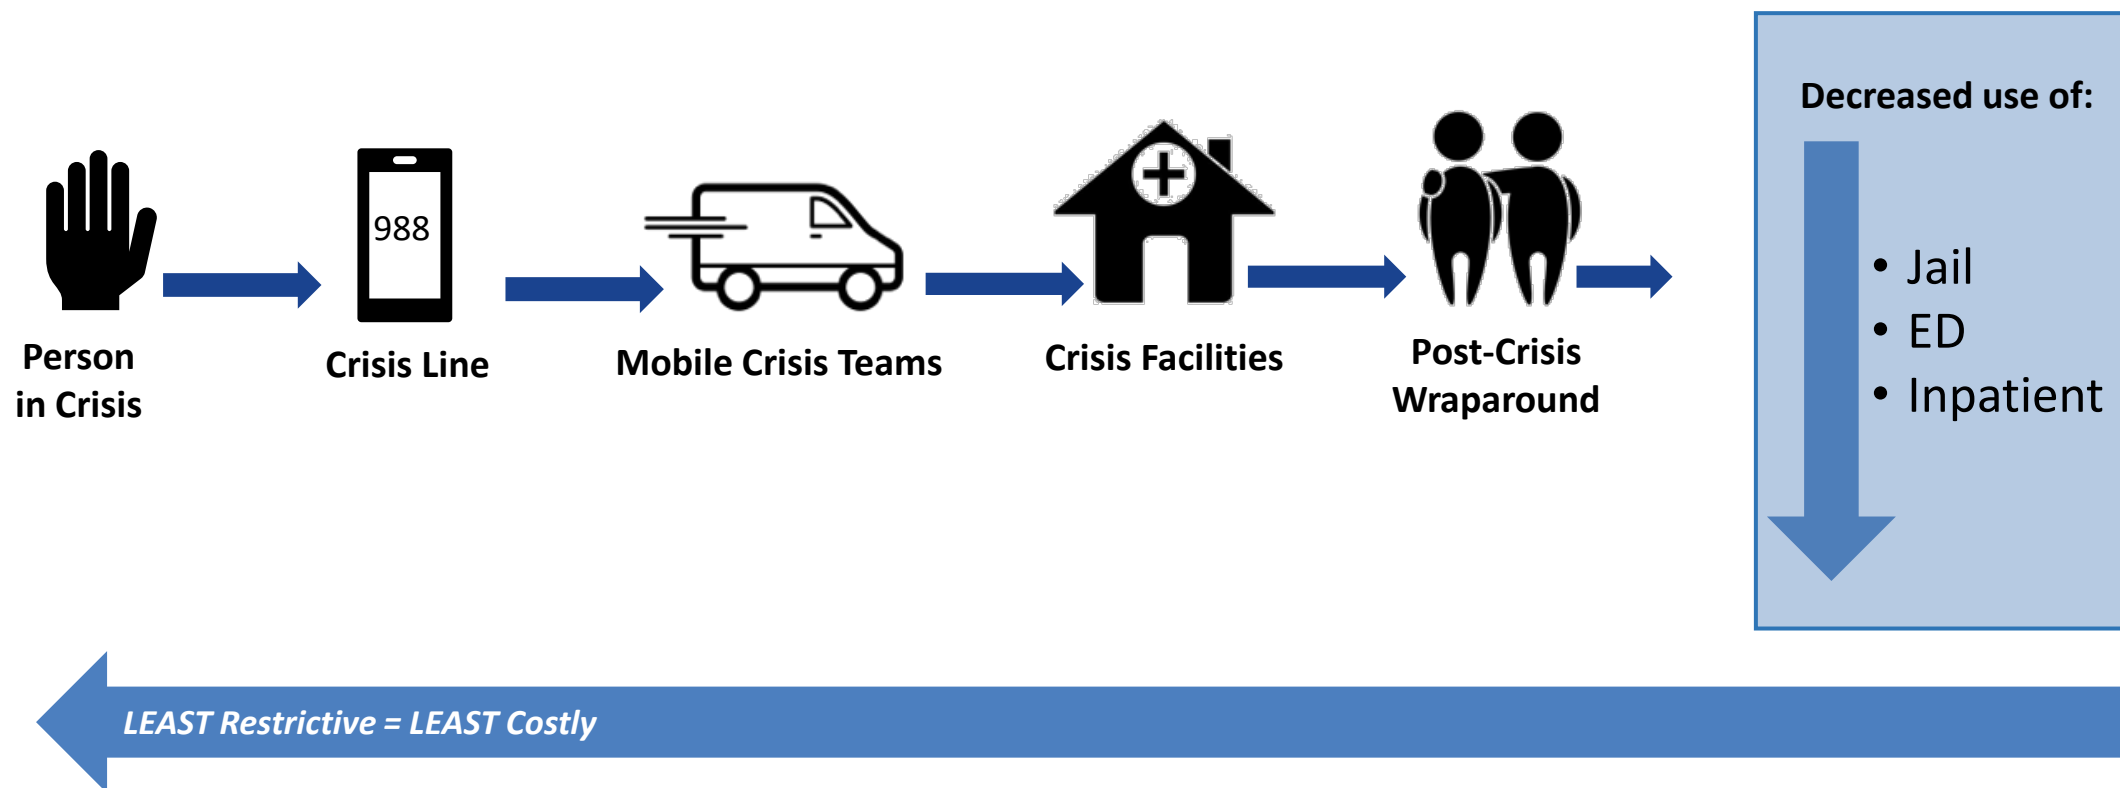 Person
in Crisis
988
Crisis Line
Mobile Crisis Teams
Crisis Facilities
Post-Crisis
Wraparound
Decreased use of:
• Jail
• ED
• Inpatient
LEAST Restrictive = LEAST Costly